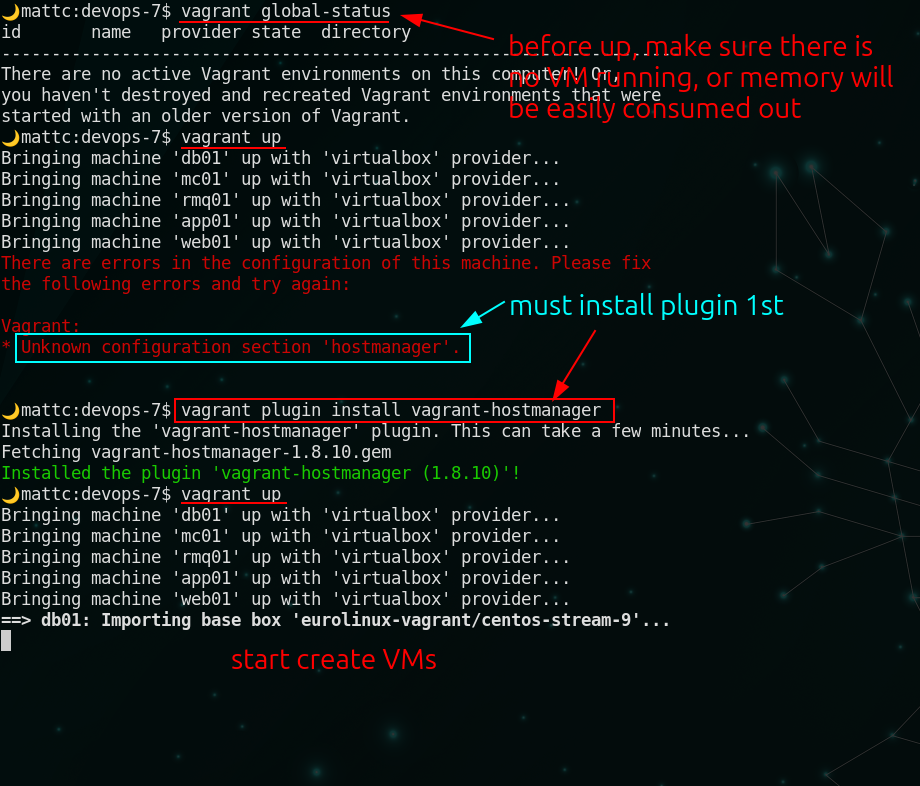 mattc:devops-7$ vagrant global-status
id       name   provider state  directory
--------------------------------------------------------------------
before up, make sure there is
There are no active Vagrant environments on this computer! Or,
no VM running, or memory will
you haven't destroyed and recreated Vagrant environments that were
be easily consumed out
started with an older version of Vagrant.
mattc:devops-7$ vagrant up
Bringing machine 'db01' up with 'virtualbox' provider...
Bringing machine 'mc01' up with 'virtualbox' provider...
Bringing machine 'rmq01' up with 'virtualbox' provider...
Bringing machine 'app01' up with 'virtualbox' provider...
Bringing machine 'web01' up with 'virtualbox' provider...
There are errors in the configuration of this machine. Please fix
the following errors and try again:
must install plugin 1st
Vagrant:
* Unknown configuration section 'hostmanager'.
mattc:devops-7$ vagrant plugin install vagrant-hostmanager
Installing the 'vagrant-hostmanager' plugin. This can take a few minutes...
Fetching vagrant-hostmanager-1.8.10.gem
Installed the plugin 'vagrant-hostmanager (1.8.10)'!
mattc:devops-7$ vagrant up
Bringing machine 'db01' up with 'virtualbox' provider...
Bringing machine 'mc01' up with 'virtualbox' provider...
Bringing machine 'rmq01' up with 'virtualbox' provider...
Bringing machine 'app01' up with 'virtualbox' provider...
Bringing machine 'web01' up with 'virtualbox' provider...
==> db01: Importing base box 'eurolinux-vagrant/centos-stream-9'...
start create VMs